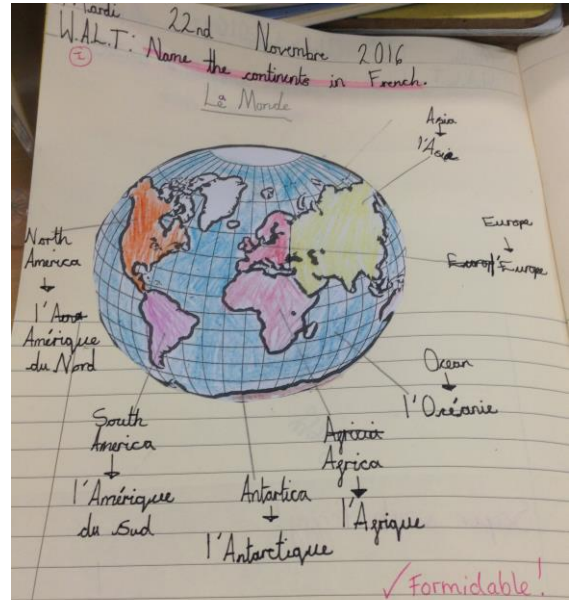 Mardi 22nd Novembre 2016
W.A.L.T: Name the continents in French.
I
Lê Monde
Asia
l'Asie
Europe
l'Europe
North
America
l'
Amérique
du Nord
Ocean
l'Océanie
South
America
l'Amérique
du Sud
Antartica
l'Antarctique
Africa
l'Afrique
Formidable!